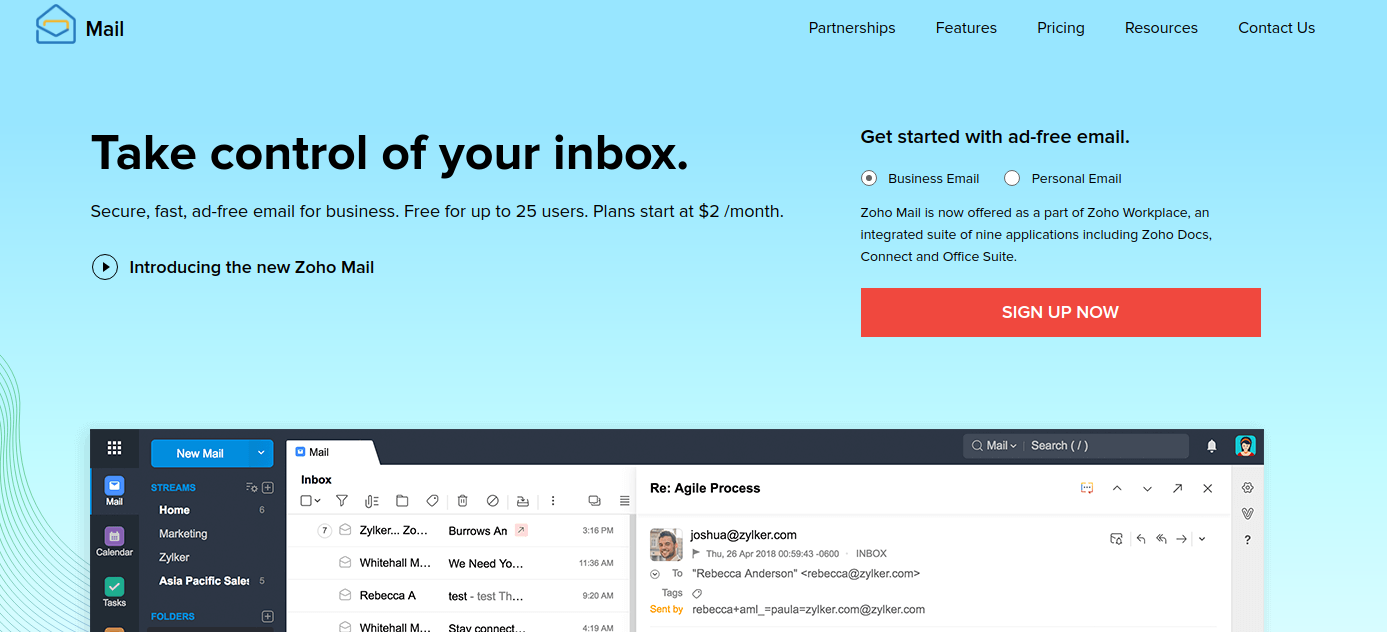 Mail
Partnerships Features Pricing Resources Contact Us
Take control of your inbox.
Secure, fast, ad-free email for business. Free for up to 25 users. Plans start at $2 /month.
Introducing the new Zoho Mail
Get started with ad-free email.
Business Email Personal Email
Zoho Mail is now offered as a part of Zoho Workplace, an
integrated suite of nine applications including Zoho Docs,
Connect and Office Suite.
SIGN UP NOW
Mail
Calendar
Tasks
New Mail
STREAMS
Home 6
Marketing
Zylker
Asia Pacific Sales 5
FOLDERS
Mail
Mail Search ( / )
Inbox
7 Zylker... Zo... Burrows An 3:16 PM
Whitehall M... We Need Yo... 11:36 AM
Rebecca A test - test Th... 9:20 AM
Whitehall M... Stay connect... 4:19 AM
Re: Agile Process
joshua@zylker.com
Thu, 26 Apr 2018 00:59:43 -0600 · INBOX
To "Rebecca Anderson" <rebecca@zylker.com>
Tags
Sent by rebecca+aml_=paula=zylker.com@zylker.com
?